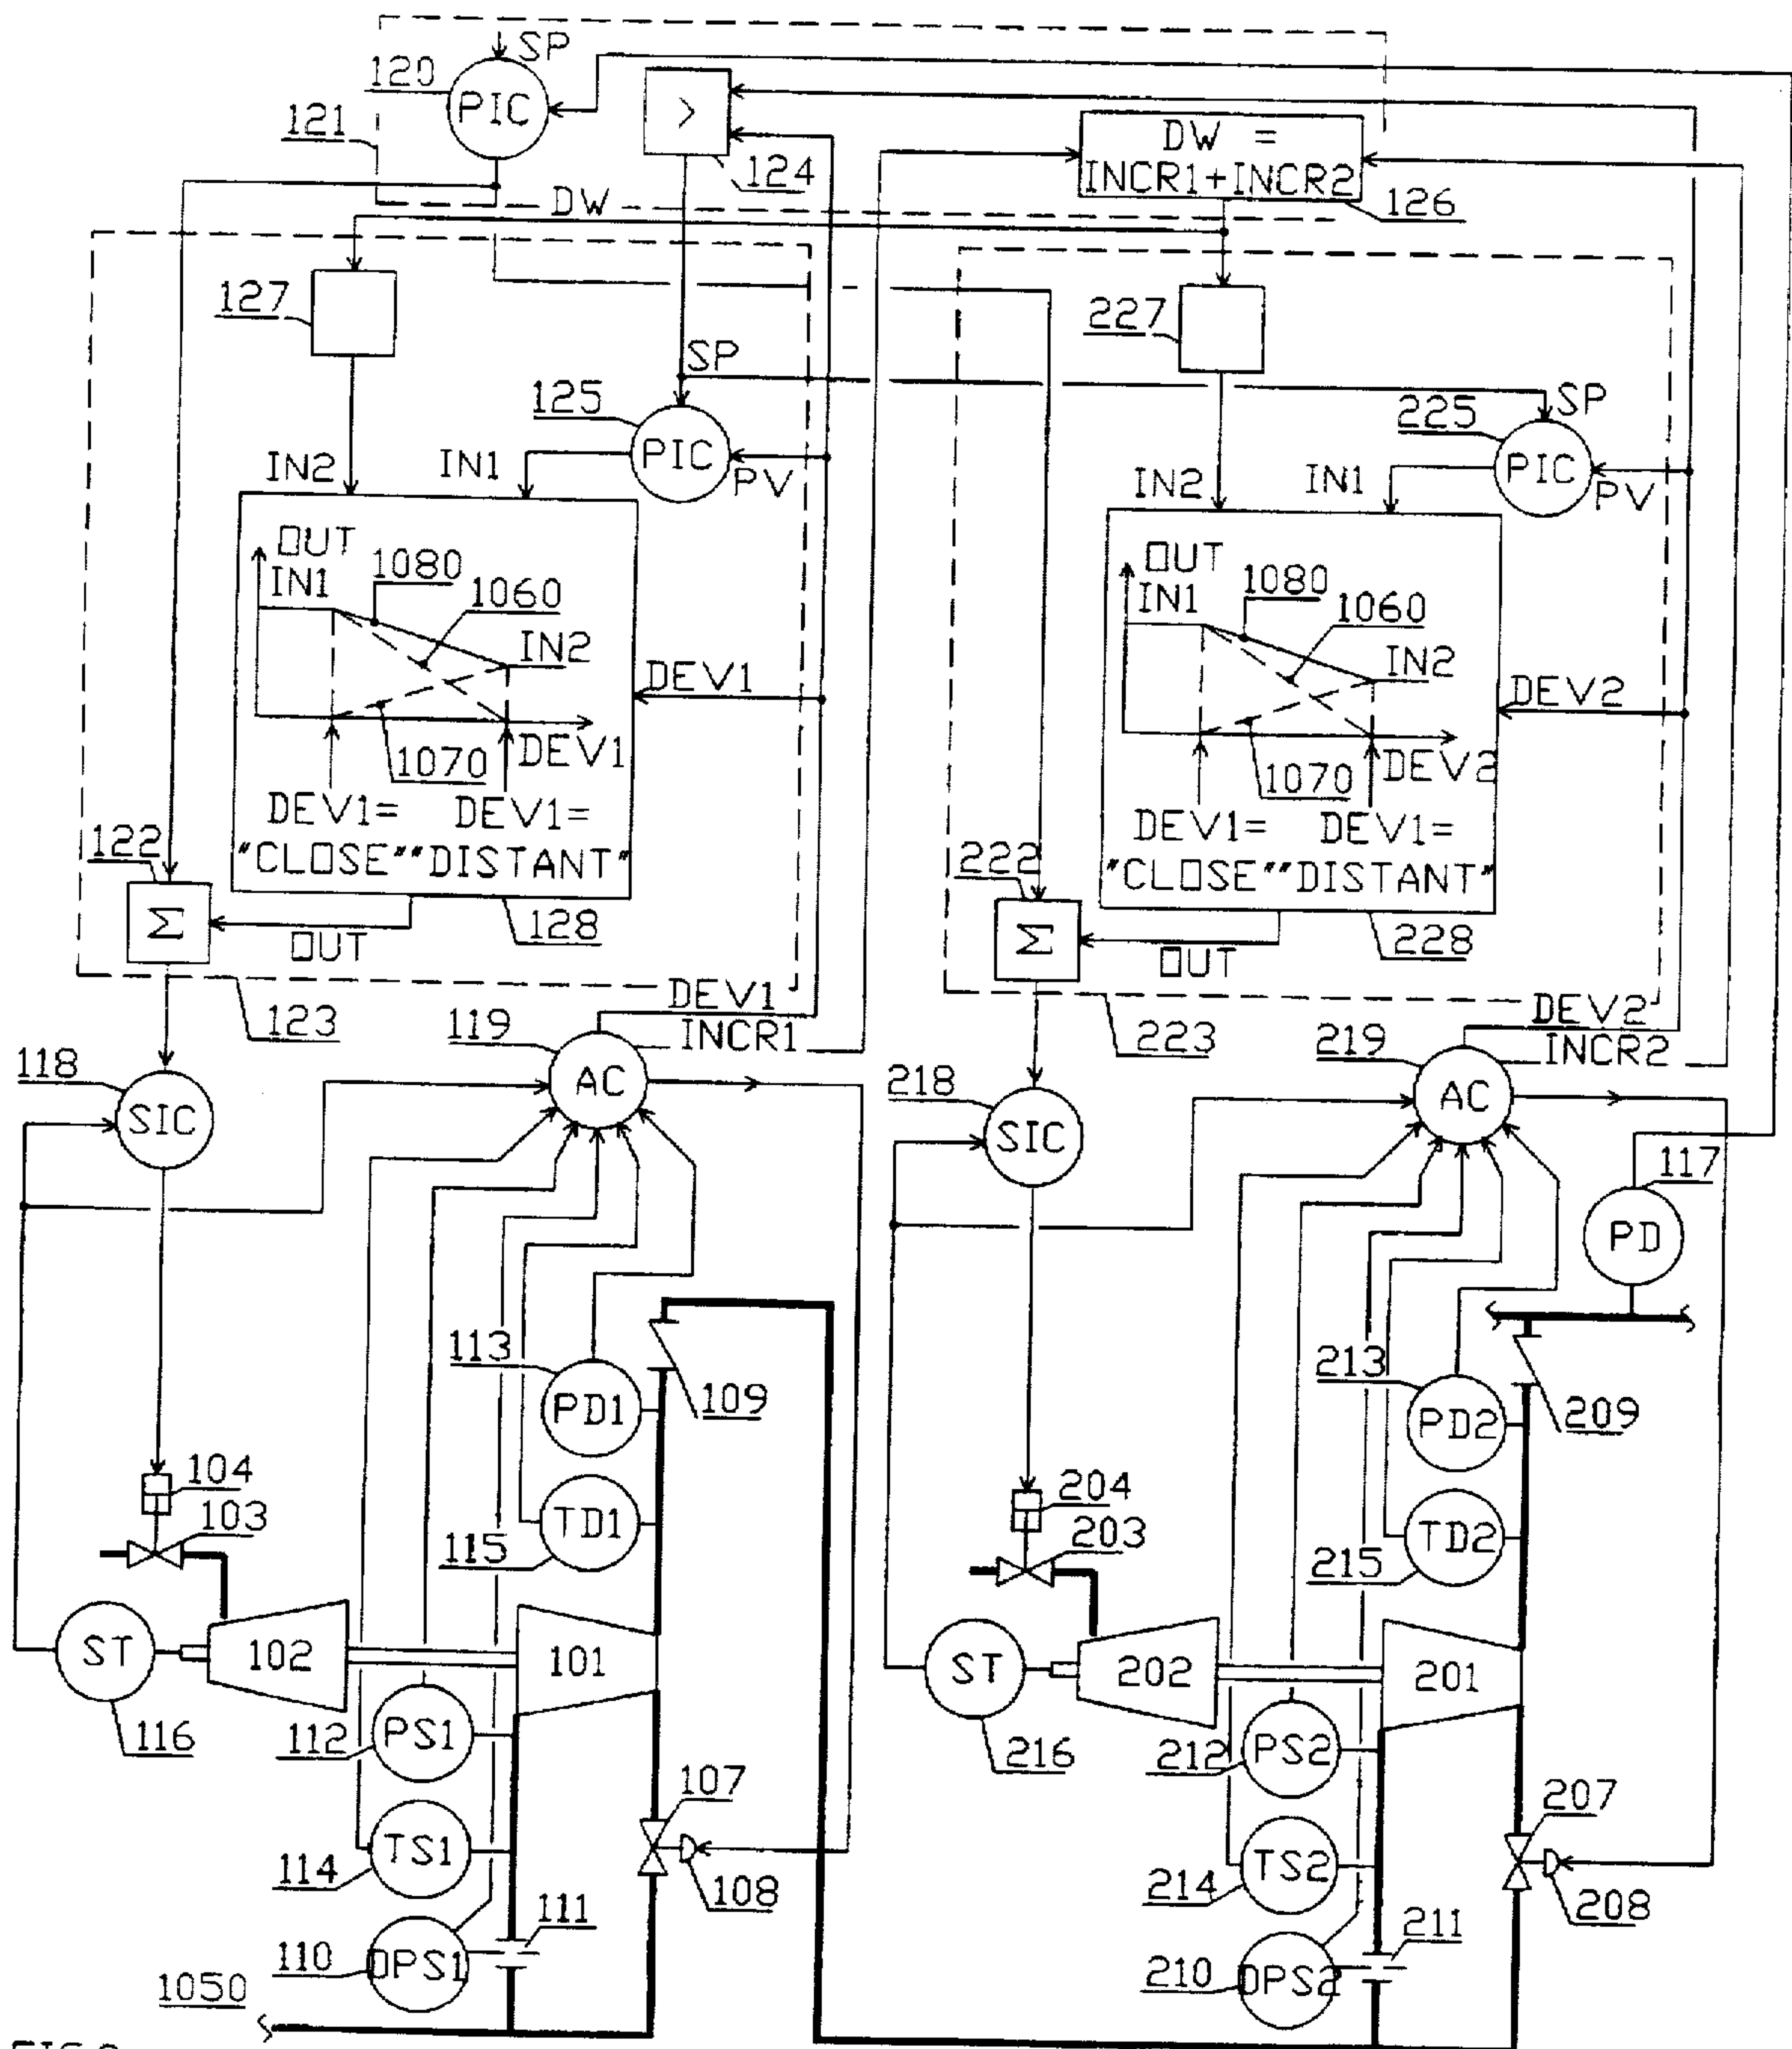 SP
120
PIC
>
121
124
DW =
INCR1+INCR2
126
DW
127
227
SP
125
PIC
PV
SP
225
PIC
PV
IN2
IN1
IN2
IN1
OUT
IN1
1080
1060
IN2
DEV1
1070
DEV1
DEV1=
DEV1=
"CLOSE""DISTANT"
OUT
IN1
1080
1060
IN2
DEV2
1070
DEV2
DEV1=
DEV1=
"CLOSE""DISTANT"
122
Σ
OUT
128
222
Σ
OUT
228
123
DEV1
INCR1
223
DEV2
INCR2
118
SIC
119
AC
218
SIC
219
AC
117
PD
113
PD1
109
213
PD2
209
104
103
115
TD1
204
203
215
TD2
ST
102
101
ST
202
201
116
112
PS1
216
212
PS2
107
207
114
TS1
108
214
TS2
208
111
211
110
DPS1
210
DPS2
1050